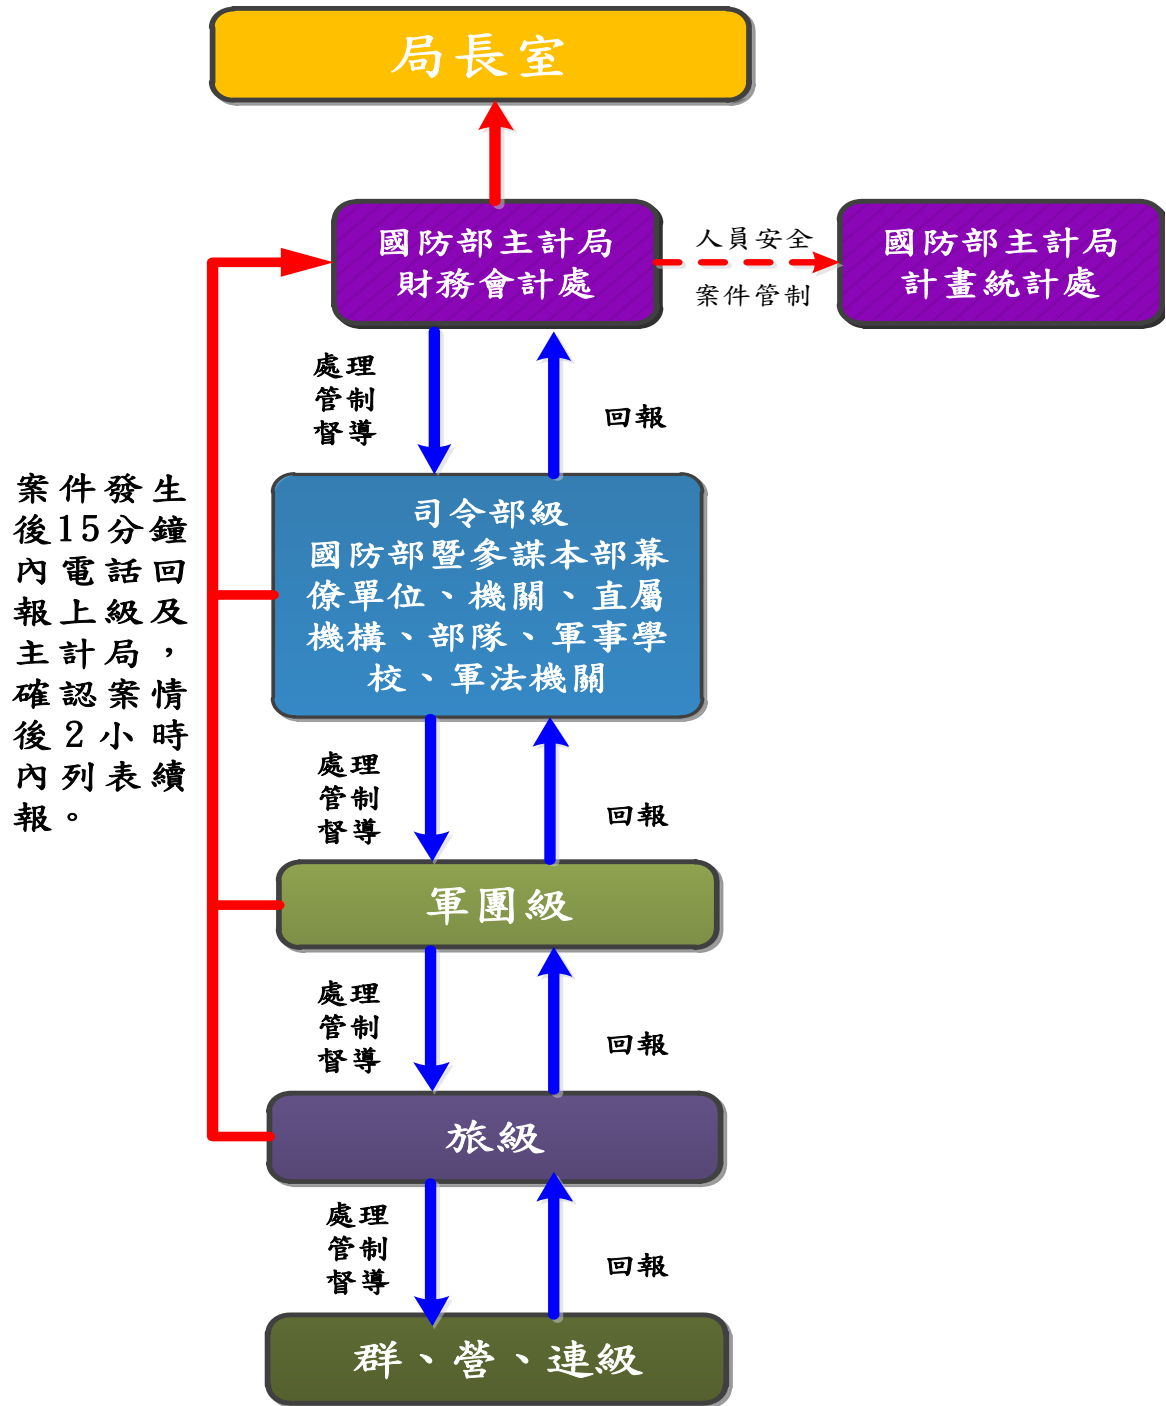 局長室
國防部主計局
財務會計處
人員安全
案件管制
國防部主計局
計畫統計處
處理
管制
督導
回報
案件發生
後15分鐘
內電話回
報上級及
主計局，
確認案情
後2小時
內列表續
報。
司令部級
國防部暨參謀本部幕
僚單位、機關、直屬
機構、部隊、軍事學
校、軍法機關
處理
管制
督導
回報
軍團級
處理
管制
督導
回報
旅級
處理
管制
督導
回報
群、營、連級